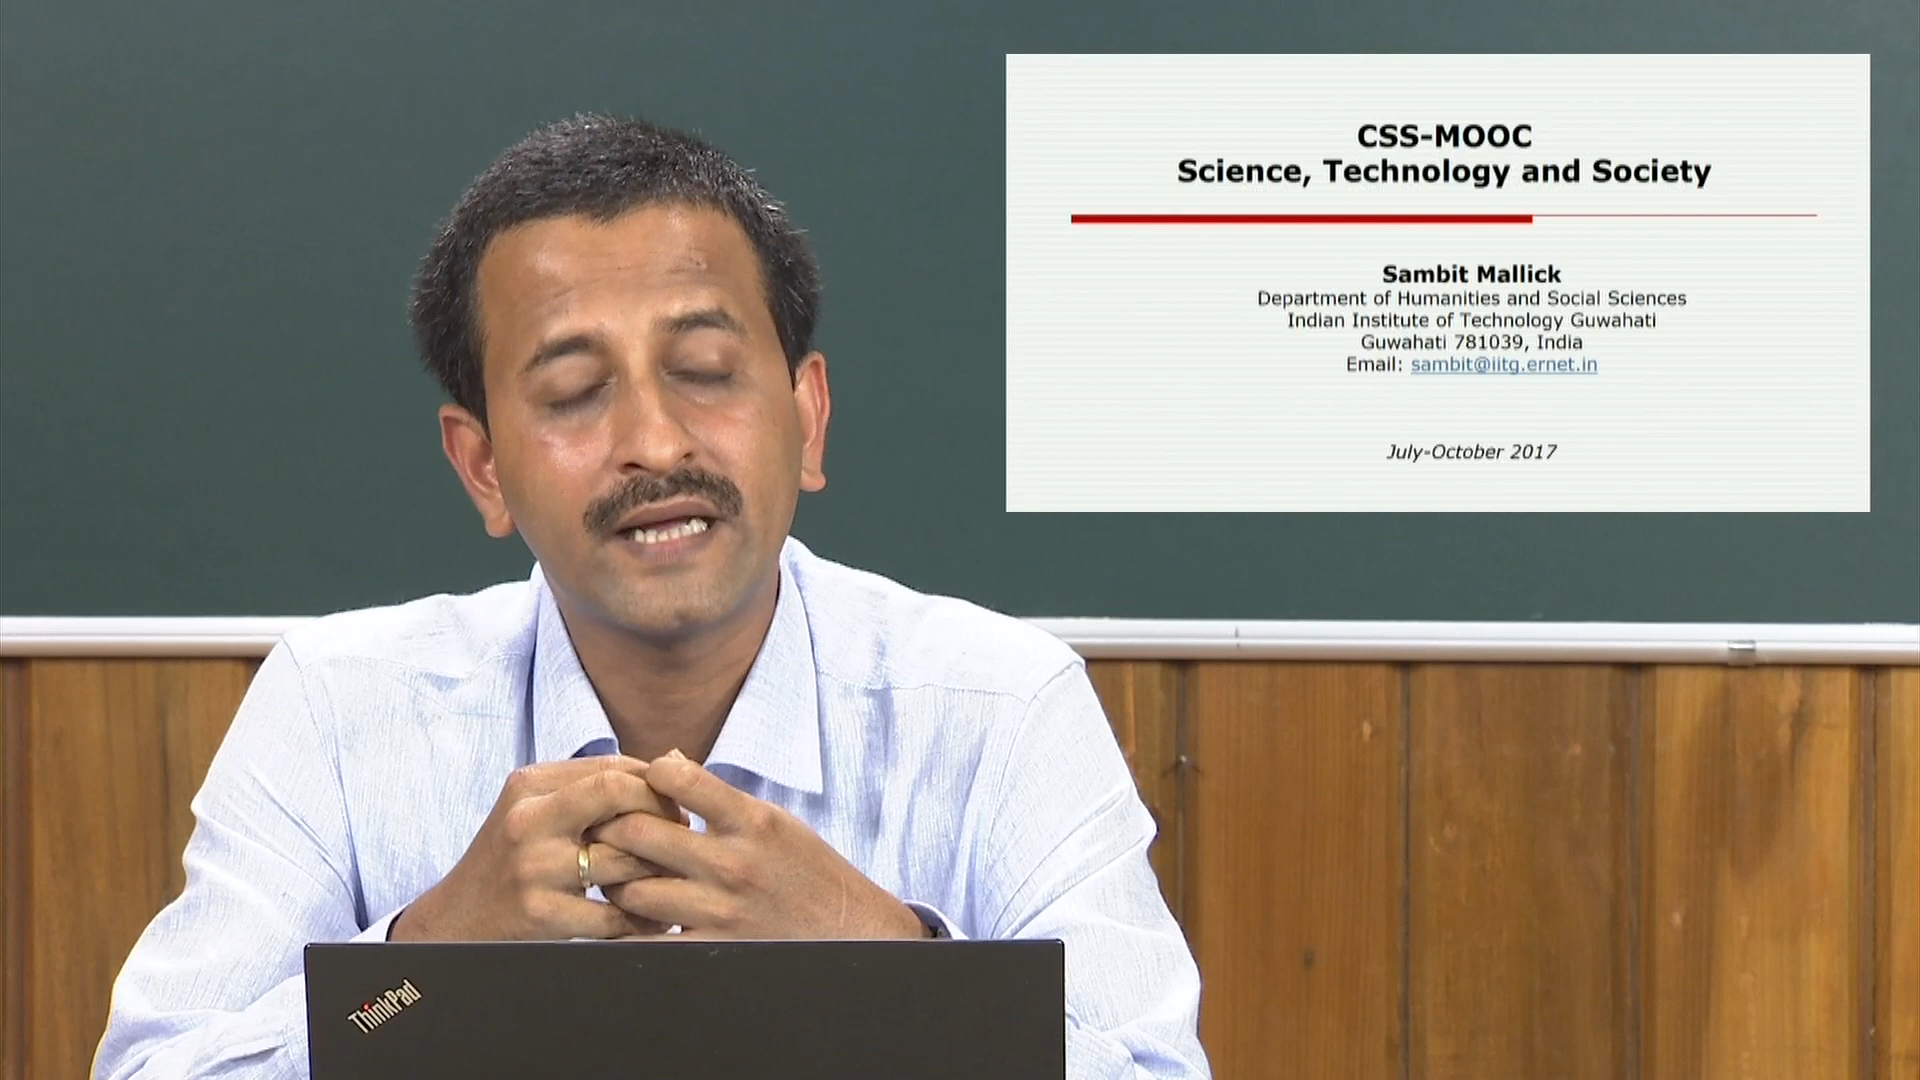 CSS-MOOC
Science, Technology and Society
Sambit Mallick
Department of Humanities and Social Sciences
Indian Institute of Technology Guwahati
Guwahati 781039, India
Email: sambit@iitg.ernet.in
July-October 2017
ThinkPad